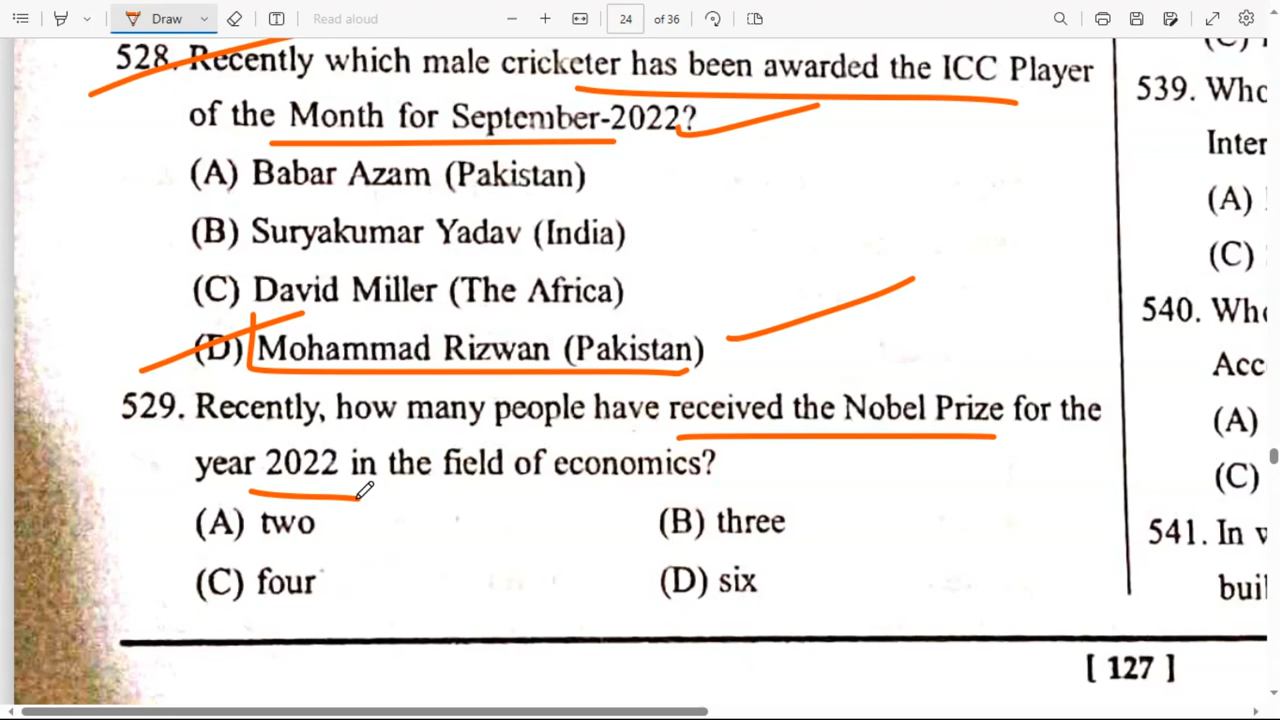 Draw
Read aloud
24 of 36
528. Recently which male cricketer has been awarded the ICC Player
of the Month for September-2022?
(A) Babar Azam (Pakistan)
(B) Suryakumar Yadav (India)
(C) David Miller (The Africa)
(D) Mohammad Rizwan (Pakistan)
529. Recently, how many people have received the Nobel Prize for the
year 2022 in the field of economics?
(A) two (B) three
(C) four (D) six
539. Who
Inter
(A)
(C)
540. Who
Acc
(A)
(C)
541. In
buil
[ 127 ]